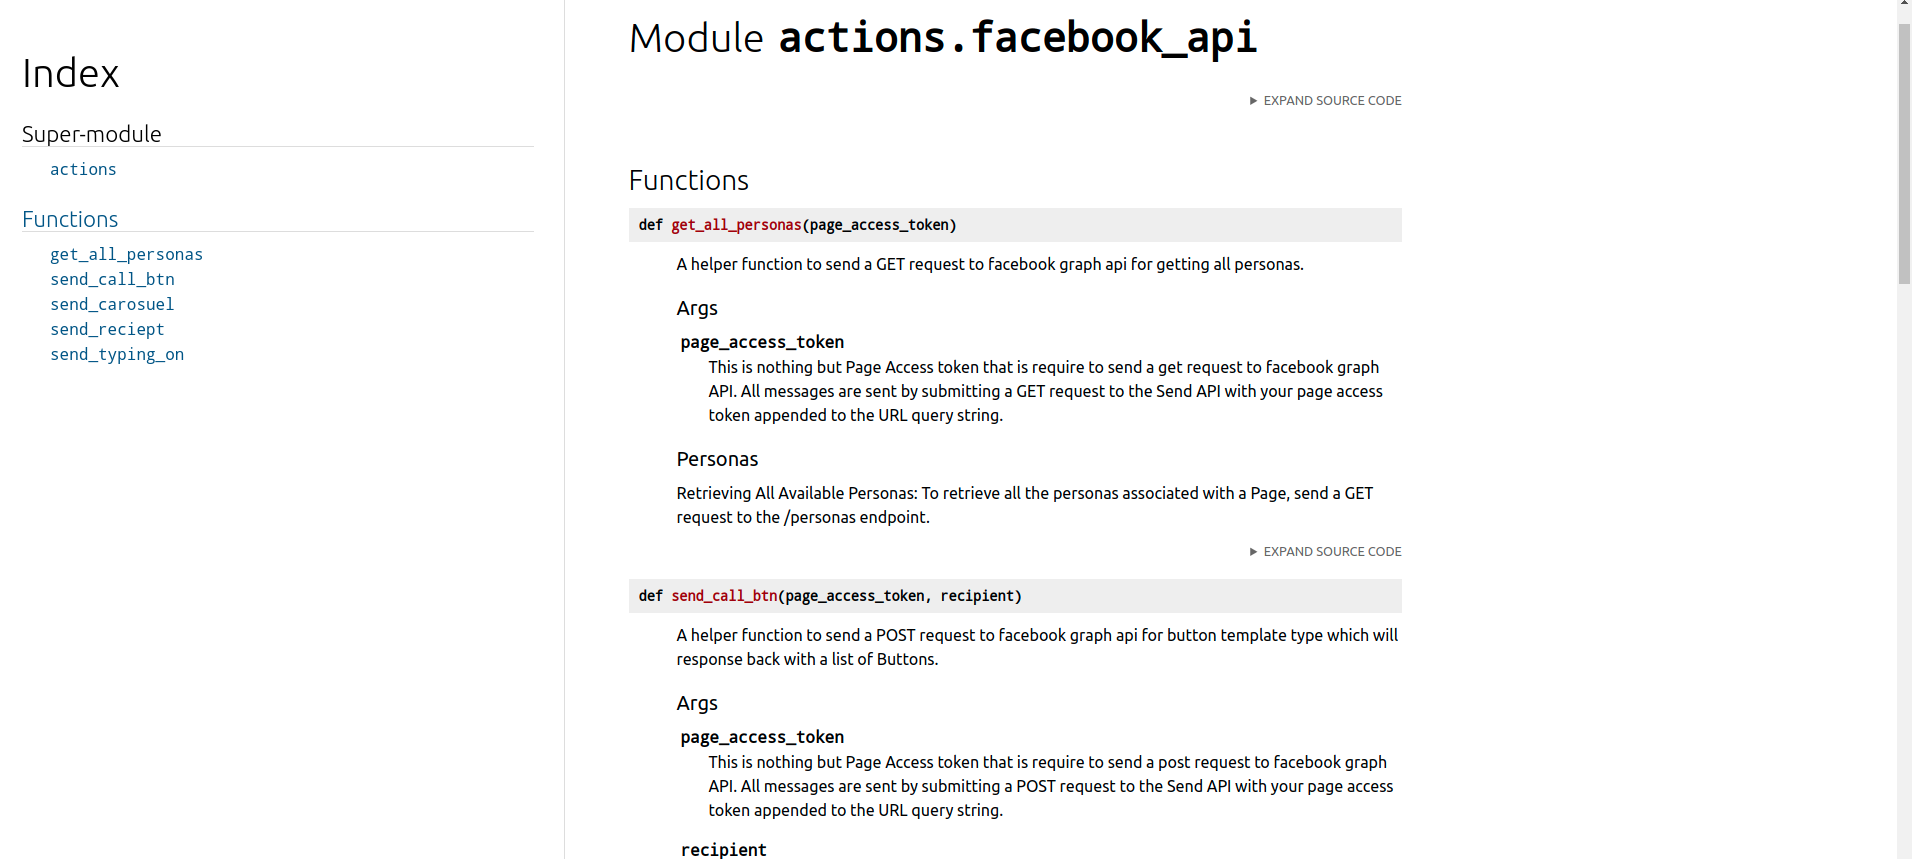 Index
Super-module
actions
Functions
get_all_personas
send_call_btn
send_carosuel
send_reciept
send_typing_on
Module actions.facebook_api
EXPAND SOURCE CODE
Functions
def get_all_personas(page_access_token)
A helper function to send a GET request to facebook graph api for getting all personas.
Args
page_access_token
This is nothing but Page Access token that is require to send a get request to facebook graph
API. All messages are sent by submitting a GET request to the Send API with your page access
token appended to the URL query string.
Personas
Retrieving All Available Personas: To retrieve all the personas associated with a Page, send a GET
request to the /personas endpoint.
EXPAND SOURCE CODE
def send_call_btn(page_access_token, recipient)
A helper function to send a POST request to facebook graph api for button template type which will
response back with a list of Buttons.
Args
page_access_token
This is nothing but Page Access token that is require to send a post request to facebook graph
API. All messages are sent by submitting a POST request to the Send API with your page access
token appended to the URL query string.
recipient